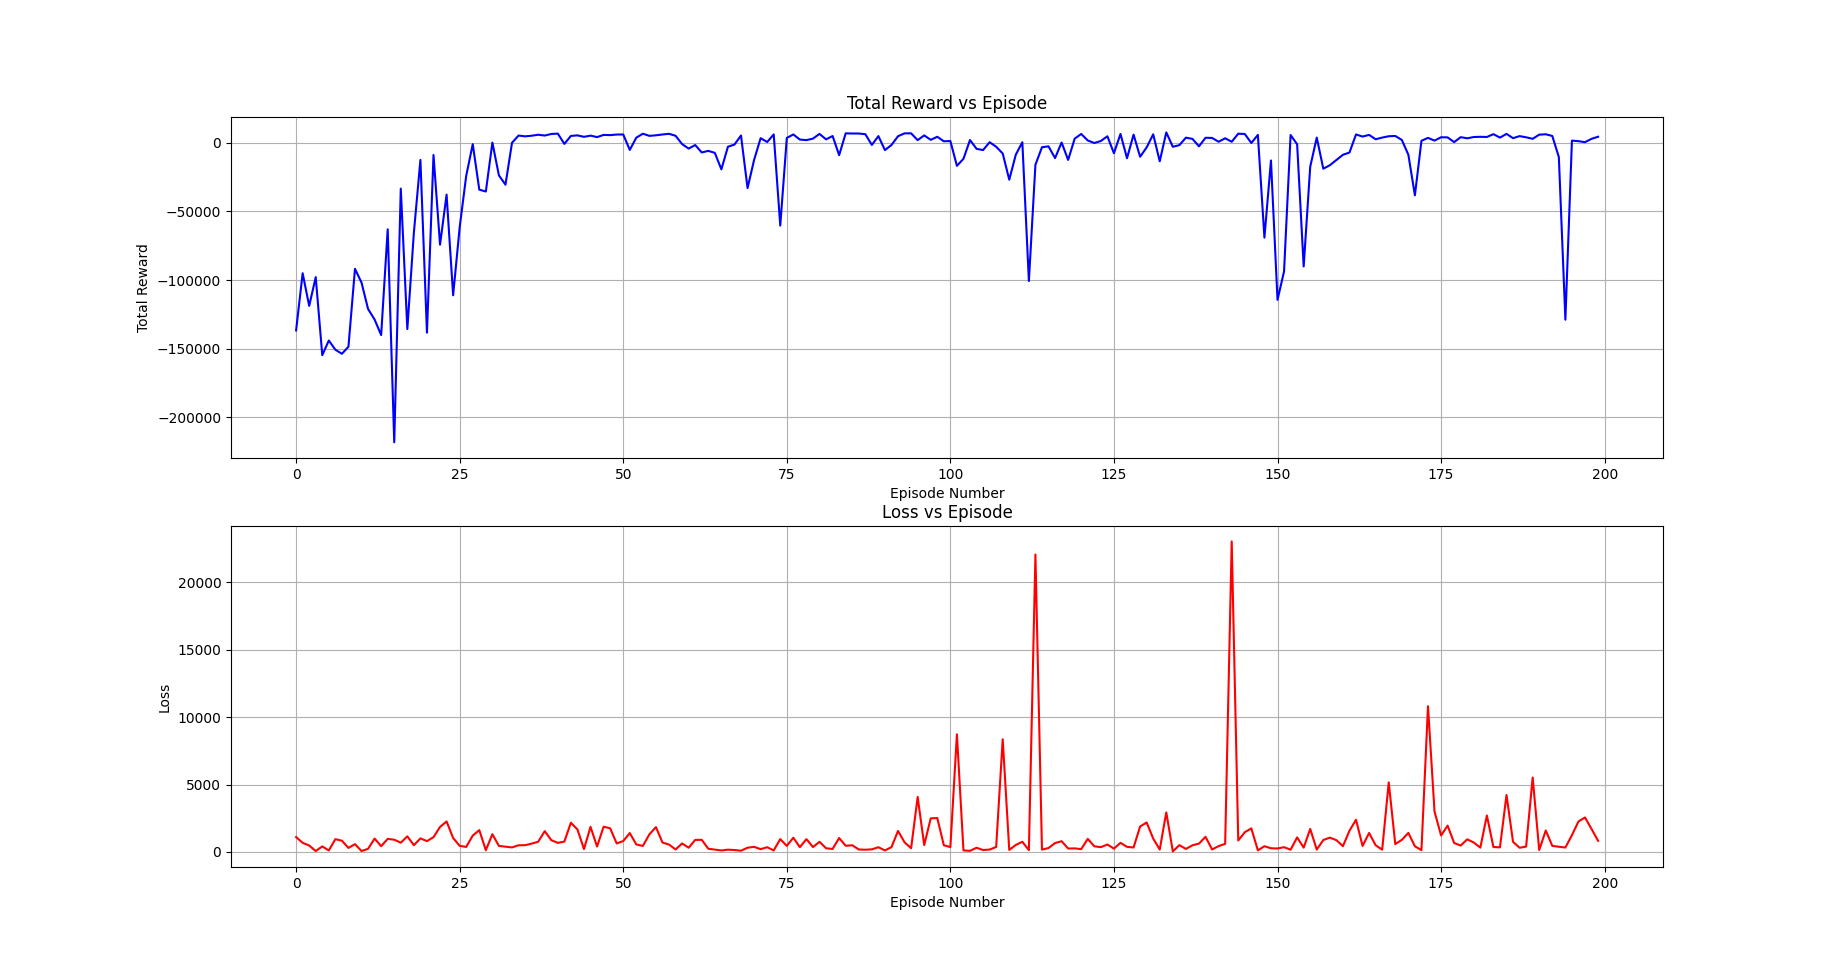 Total Reward vs Episode
0
−50000
−100000
−150000
−200000
Total Reward
0 25 50 75 100 125 150 175 200
Episode Number
Loss vs Episode
20000
15000
10000
5000
0
Loss
0 25 50 75 100 125 150 175 200
Episode Number